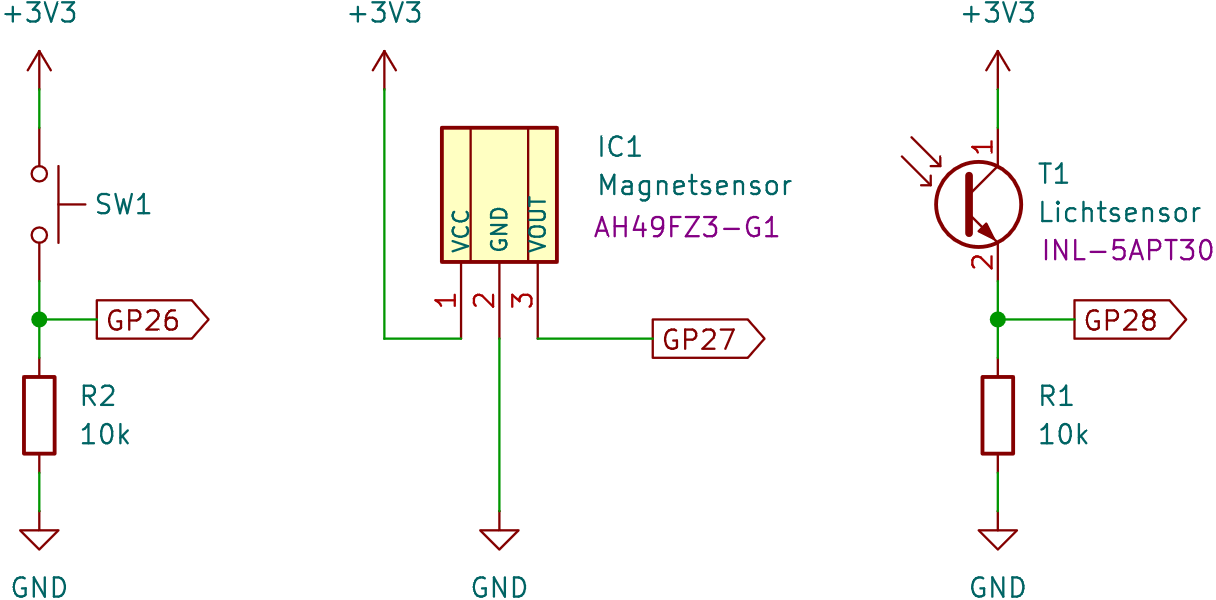 +3V3
SW1
GP26
R2
10k
GND
+3V3
IC1
Magnetsensor
AH49FZ3-G1
VCC
GND
VOUT
1
2
3
GP27
GND
+3V3
1
T1
Lichtsensor
INL-5APT30
2
GP28
R1
10k
GND